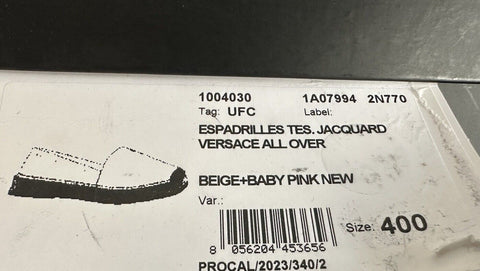 1004030 1A07994 2N770
Tag: UFC Label:
ESPADRILLES TES. JACQUARD
VERSACE ALL OVER
BEIGE+BABY PINK NEW
Var.:
Size: 400
8 056204 453656
PROCAL/2023/340/2